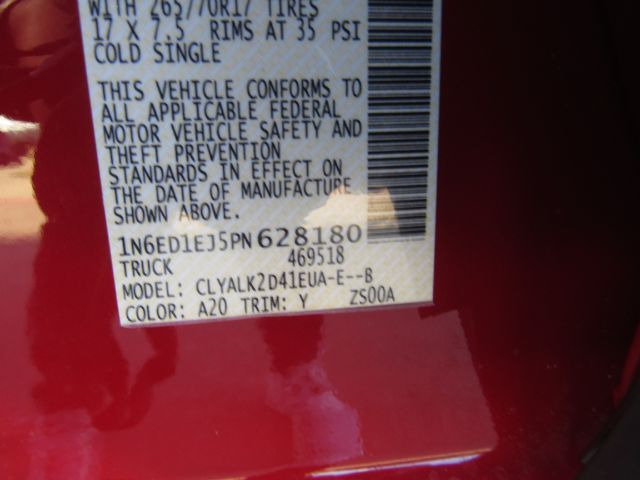 WITH 265/70R17 TIRES
17 X 7.5 RIMS AT 35 PSI
COLD SINGLE
THIS VEHICLE CONFORMS TO
ALL APPLICABLE FEDERAL
MOTOR VEHICLE SAFETY AND
THEFT PREVENTION
STANDARDS IN EFFECT ON
THE DATE OF MANUFACTURE
SHOWN ABOVE.
1N6ED1EJ5PN628180
TRUCK 469518
MODEL: CLYALK2D41EUA-E--B
COLOR: A20 TRIM: Y ZS00A